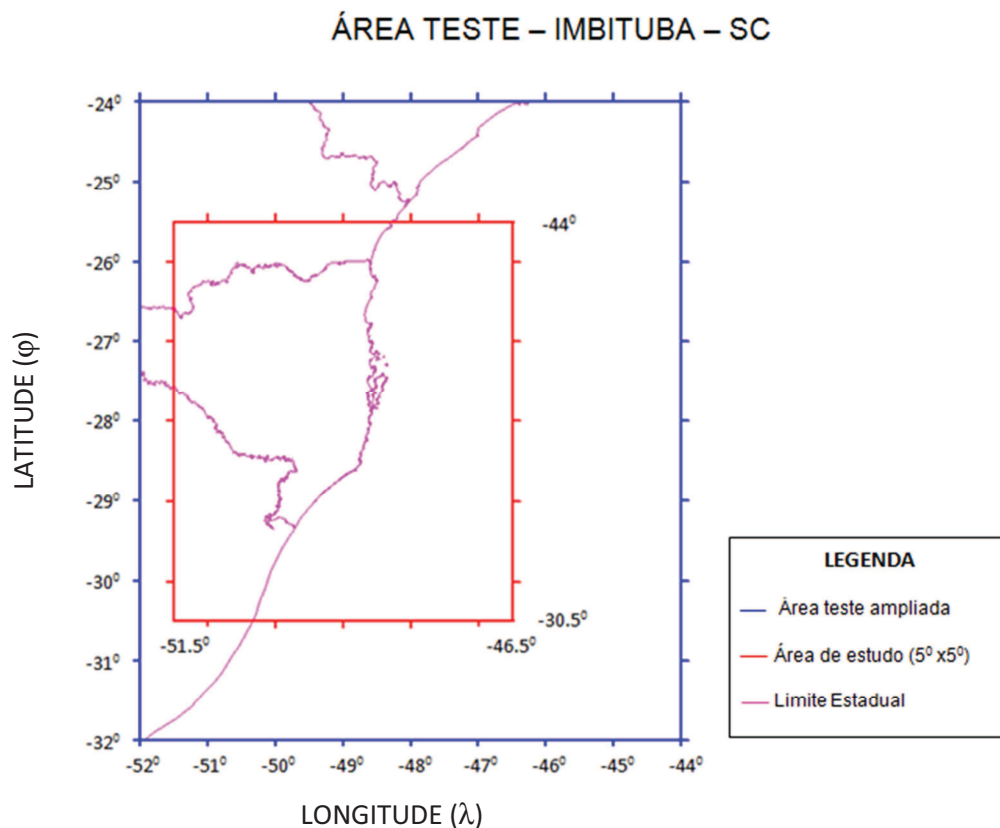 ÁREA TESTE – IMBITUBA – SC
-24⁰
-25⁰
-44⁰
-26⁰
-27⁰
-28⁰
-29⁰
-30⁰
-30.5⁰
-51.5⁰
-46.5⁰
-31⁰
-32⁰
-52⁰ -51⁰ -50⁰ -49⁰ -48⁰ -47⁰ -46⁰ -45⁰ -44⁰
LATITUDE (φ)
LONGITUDE (λ)
LEGENDA
Área teste ampliada
Área de estudo (5⁰ x5⁰)
Limite Estadual